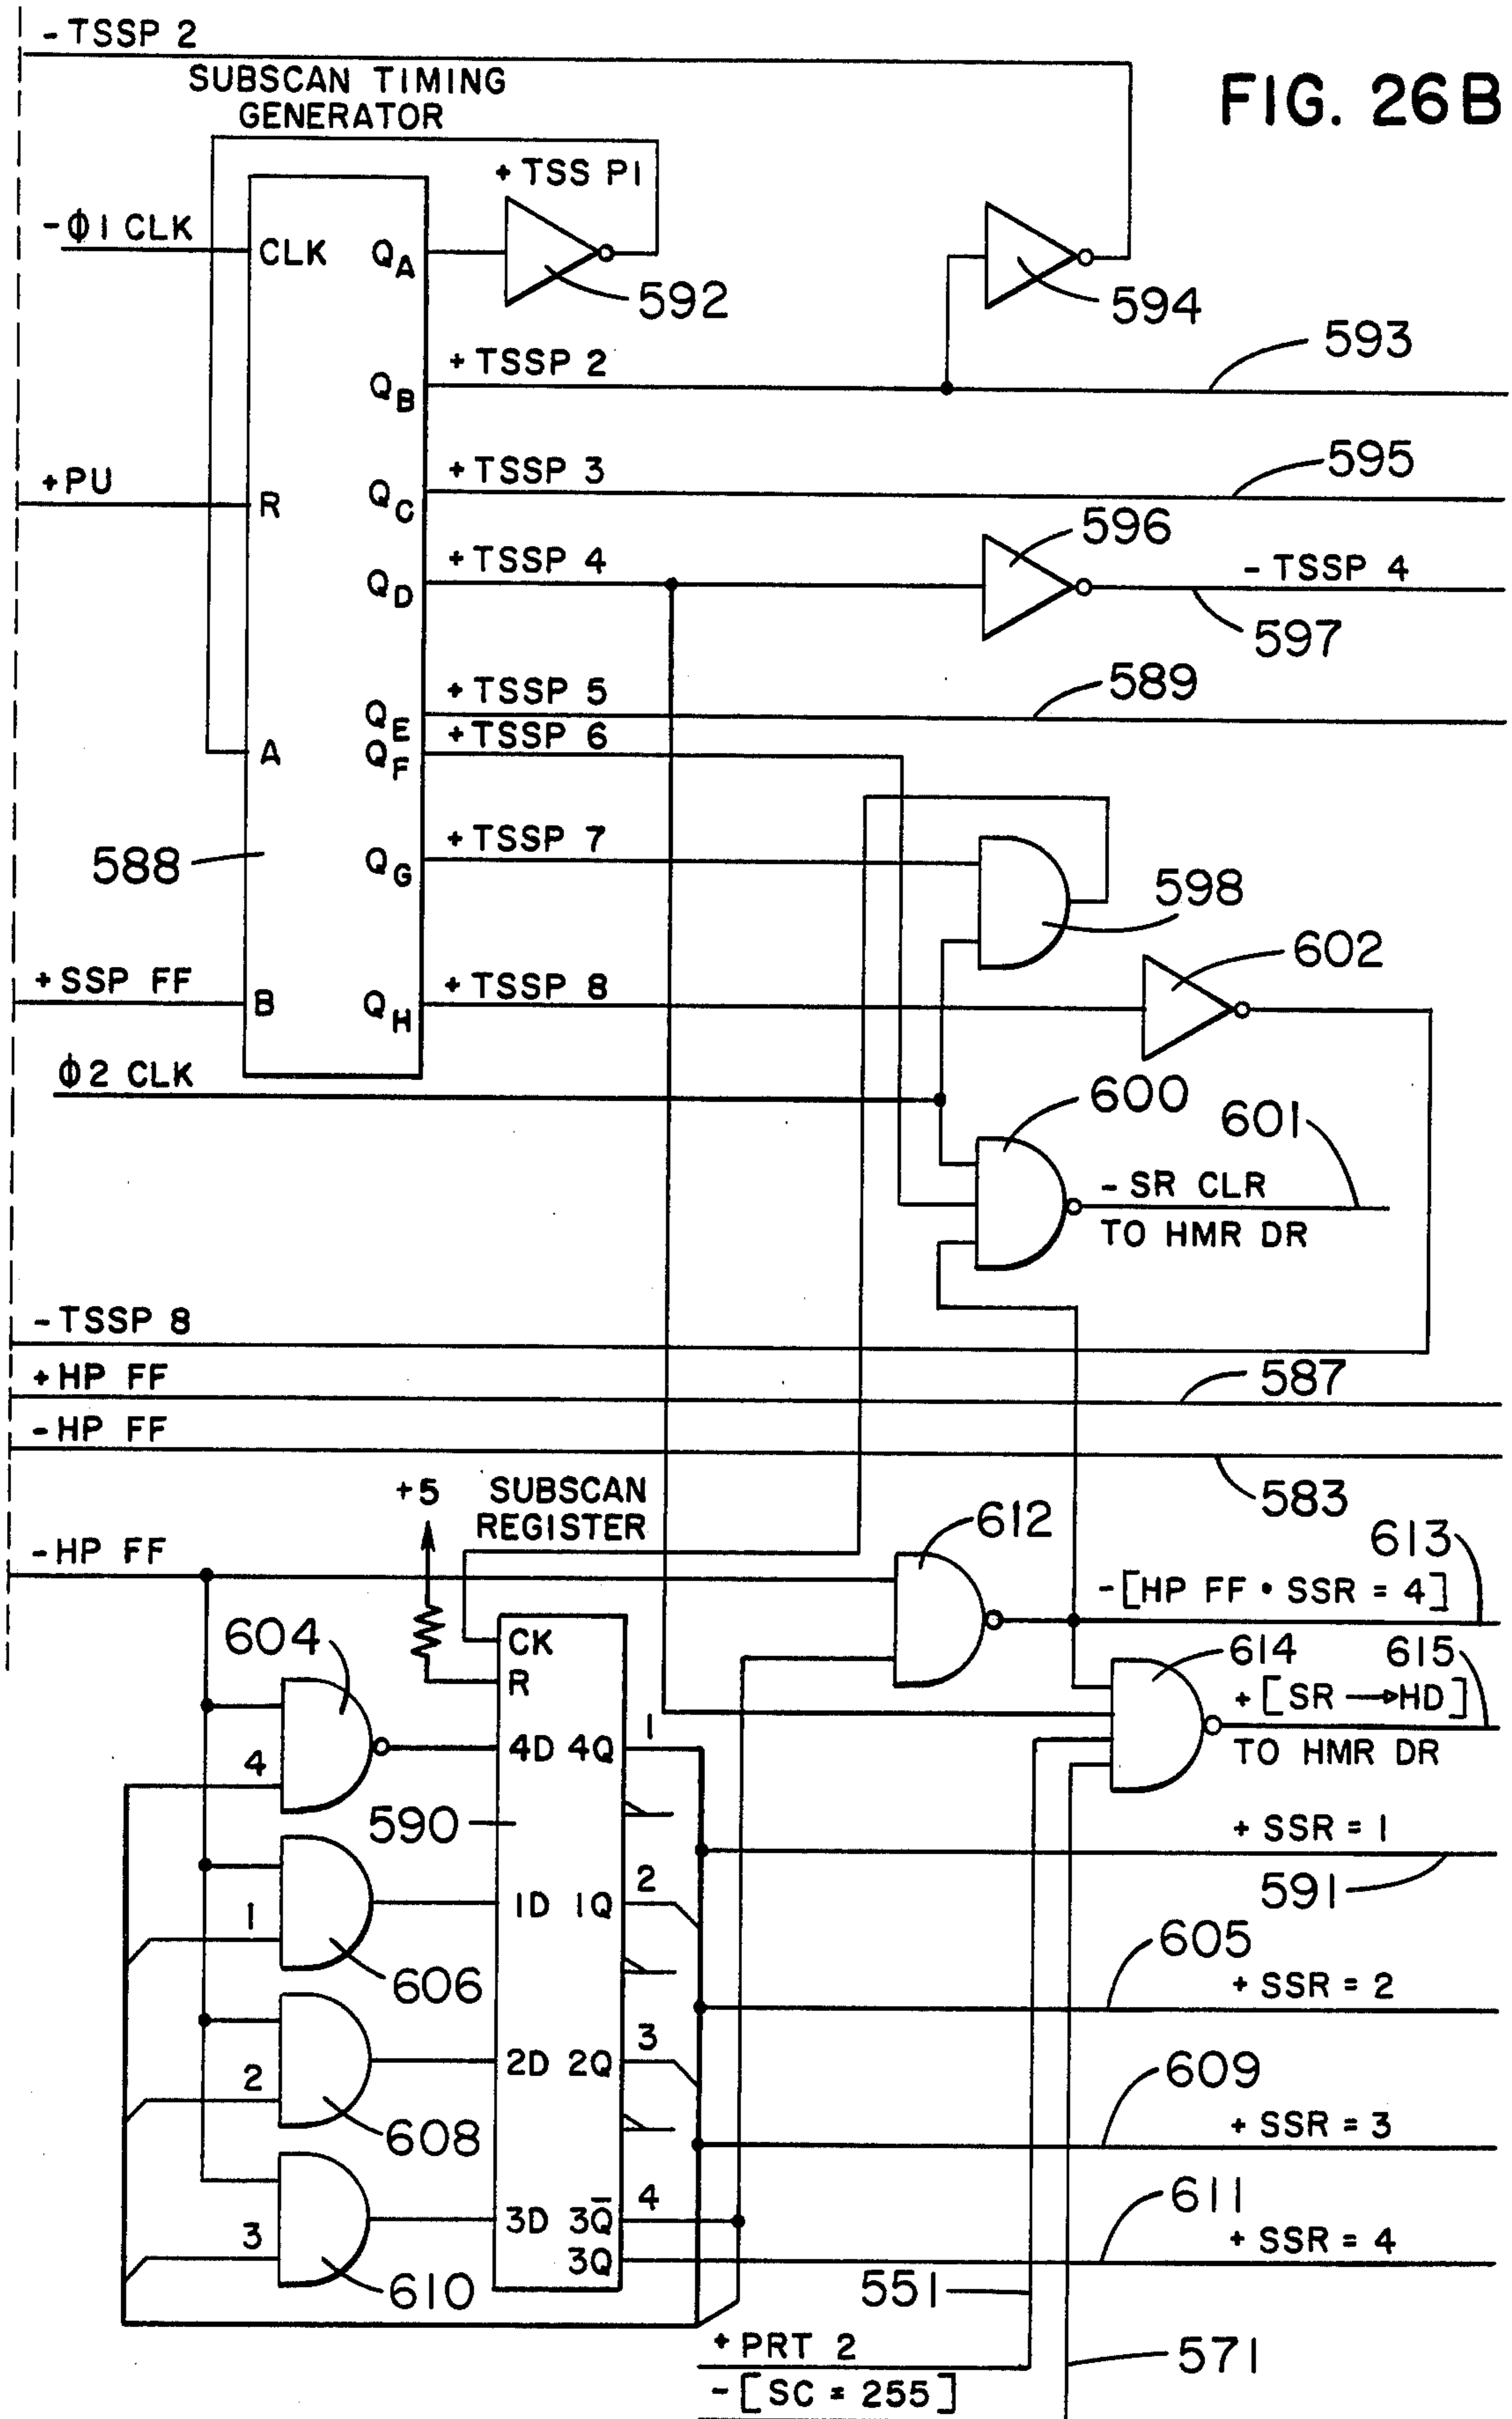 - TSSP 2
SUBSCAN TIMING
GENERATOR
FIG. 26B
+ TSS P1
-ϕ1 CLK
CLK
QA
592
594
+ TSSP 2
593
QB
+PU
R
+ TSSP 3
595
QC
596
+ TSSP 4
QD
- TSSP 4
597
+ TSSP 5
589
QE
+ TSSP 6
A
QF
588
+ TSSP 7
QG
598
602
+ SSP FF
B
+ TSSP 8
QH
ϕ2 CLK
600
601
- SR CLR
TO HMR DR
- TSSP 8
+ HP FF
587
- HP FF
583
+5
SUBSCAN
REGISTER
612
613
- HP FF
-[HP FF • SSR = 4]
604
CK
R
614
615
+ [SR →HD]
4
4D 4Q
1
TO HMR DR
590
+ SSR = 1
591
1
1D 1Q
2
606
605
+ SSR = 2
2
2D 2Q
3
608
609
+ SSR = 3
3
3D 3Q̅
4
3Q
610
611
+ SSR = 4
551
+ PRT 2
571
- [SC = 255]